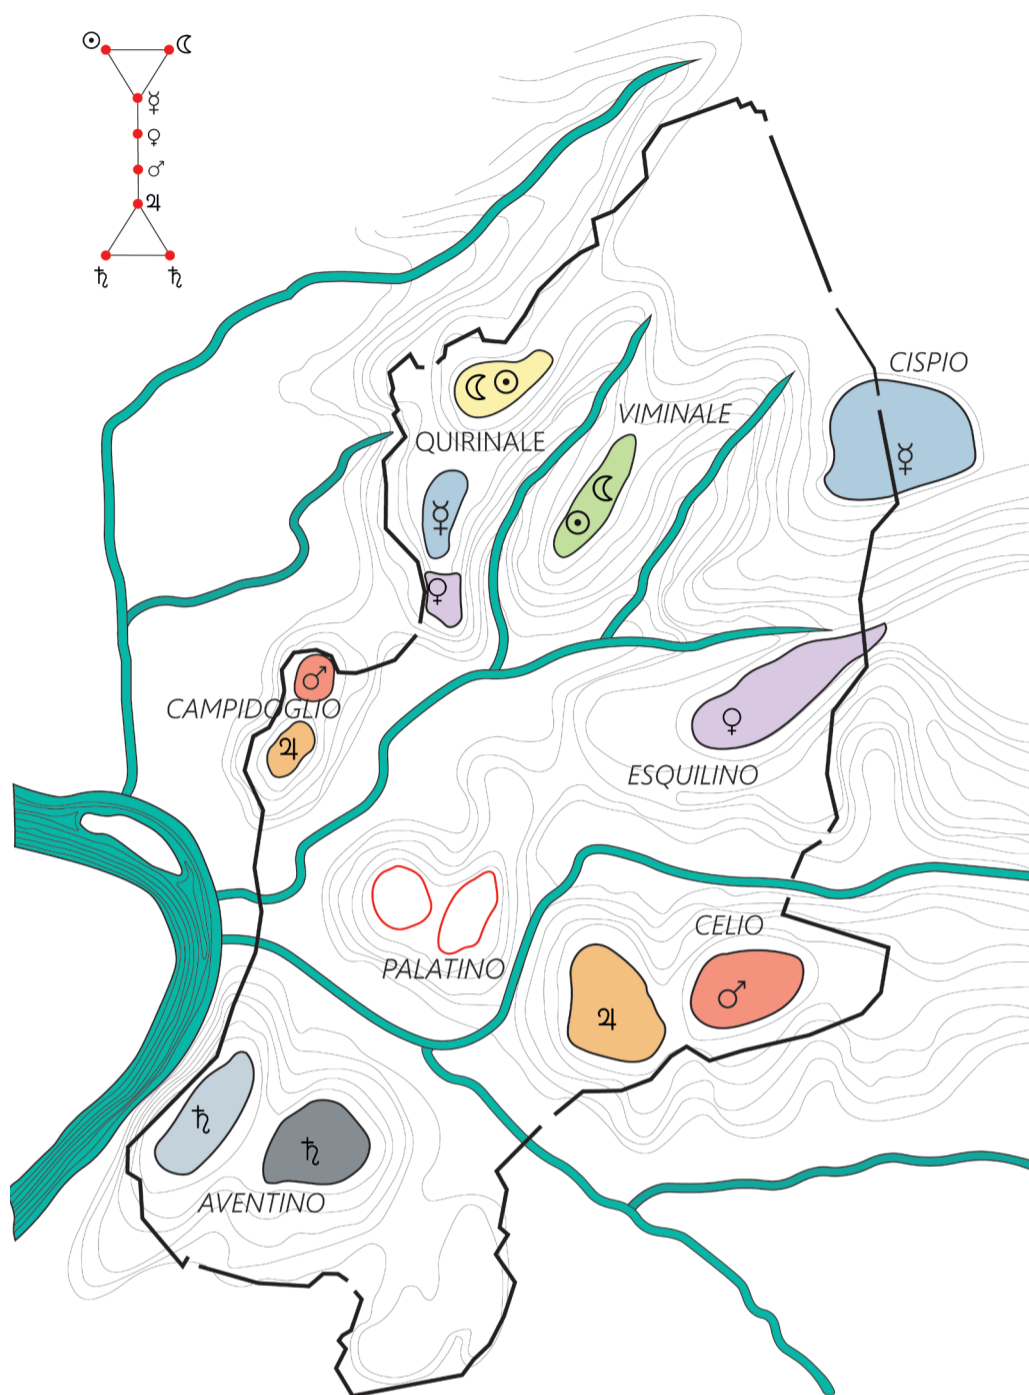 ☉ ☾
☿
♀
♂
♃
♄ ♄
CISPIO
☿
☾ ☉
QUIRINALE
VIMINALE
☾
☉
☿
♀
♂
CAMPIDOGLIO
♃
♀
ESQUILINO
CELIO
PALATINO
♃
♂
♄
♄
AVENTINO